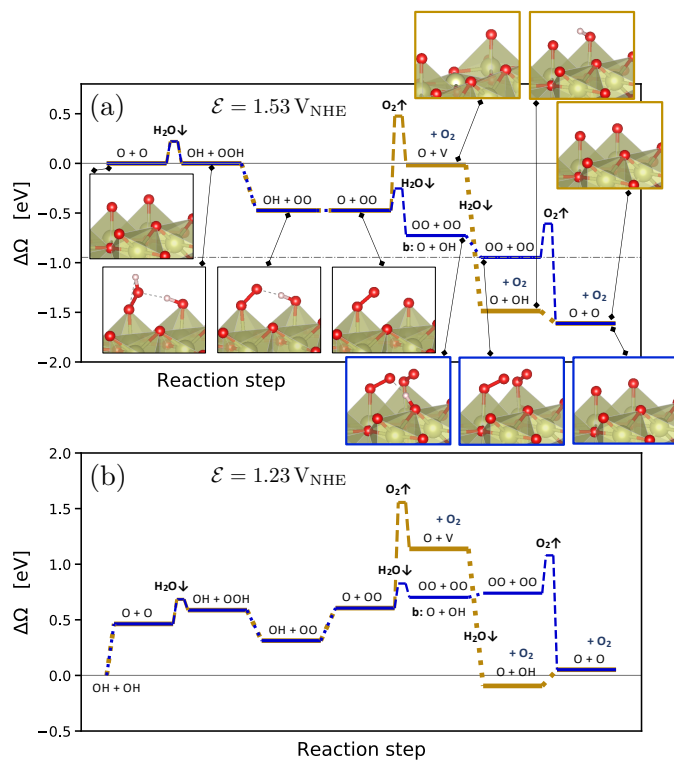 (a)
ℰ = 1.53 V_NHE
O₂↑
+ O₂
H₂O↓
O + O
OH + OOH
O + V
H₂O↓
H₂O↓
O₂↑
OH + OO
O + OO
OO + OO
b: O + OH
OO + OO
+ O₂
O + OH
+ O₂
O + O
0.5
0.0
−0.5
−1.0
−1.5
−2.0
ΔΩ [eV]
Reaction step
(b)
ℰ = 1.23 V_NHE
O₂↑
+ O₂
O + V
O₂↑
H₂O↓
H₂O↓
O + O
OH + OOH
OH + OO
O + OO
OO + OO
b: O + OH
OO + OO
H₂O↓
+ O₂
O + OH
+ O₂
O + O
OH + OH
2.0
1.5
1.0
0.5
0.0
−0.5
ΔΩ [eV]
Reaction step